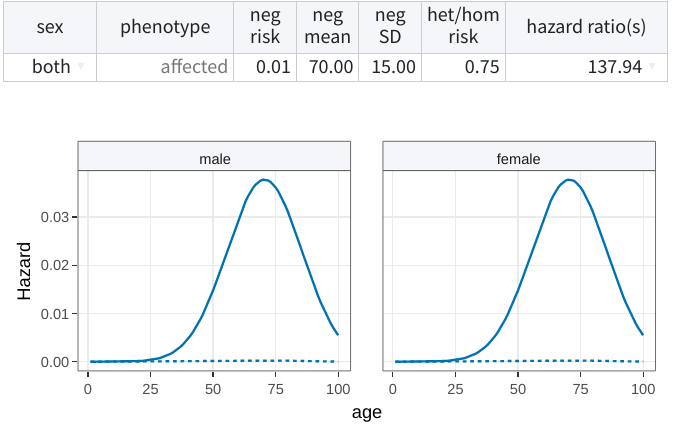 sex phenotype neg risk neg mean neg SD het/hom risk hazard ratio(s)
both affected 0.01 70.00 15.00 0.75 137.94
male female
Hazard
0.03
0.02
0.01
0.00
0 25 50 75 100 0 25 50 75 100
age